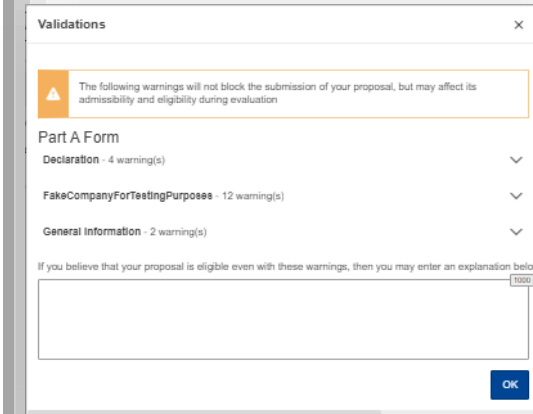 Validations
×
The following warnings will not block the submission of your proposal, but may affect its
admissibility and eligibility during evaluation
Part A Form
Declaration - 4 warning(s)
FakeCompanyForTestingPurposes - 12 warning(s)
General Information - 2 warning(s)
If you believe that your proposal is eligible even with these warnings, then you may enter an explanation belo
1000
OK